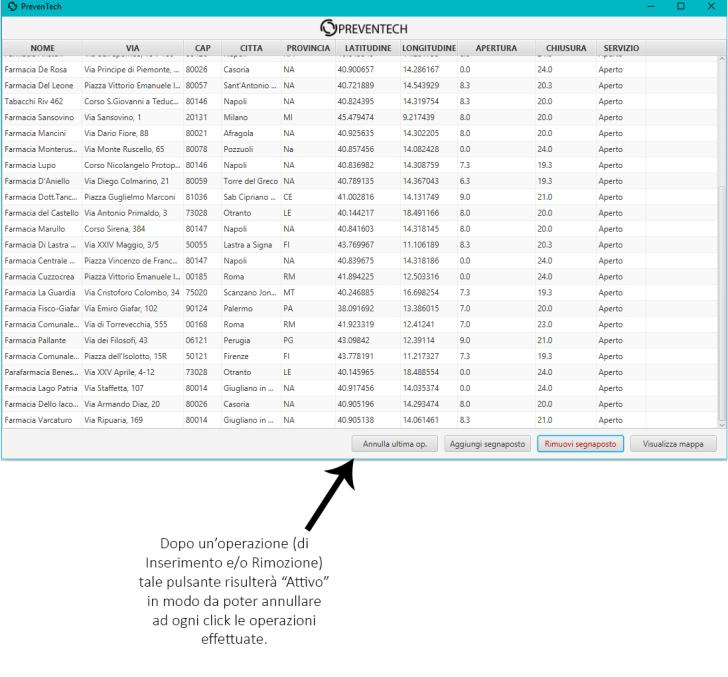 PrevenTech
PREVENTECH
NOME VIA CAP CITTA PROVINCIA LATITUDINE LONGITUDINE APERTURA CHIUSURA SERVIZIO
Farmacia De Rosa Via Principe di Piemonte, ... 80026 Casoria NA 40.900657 14.286167 0.0 24.0 Aperto
Farmacia Del Leone Piazza Vittorio Emanuele I... 80057 Sant'Antonio ... NA 40.721889 14.543929 8.3 20.3 Aperto
Tabacchi Riv 462 Corso S.Giovanni a Teduc... 80146 Napoli NA 40.824395 14.319754 8.3 20.0 Aperto
Farmacia Sansovino Via Sansovino, 1 20131 Milano MI 45.479474 9.217439 8.0 20.0 Aperto
Farmacia Mancini Via Dario Fiore, 88 80021 Afragola NA 40.925635 14.302205 8.0 20.0 Aperto
Farmacia Monterus... Via Monte Ruscello, 65 80078 Pozzuoli Na 40.857456 14.082428 0.0 24.0 Aperto
Farmacia Lupo Corso Nicolangelo Protop... 80146 Napoli NA 40.836982 14.308759 7.3 19.3 Aperto
Farmacia D'Aniello Via Diego Colmarino, 21 80059 Torre del Greco NA 40.789135 14.367043 6.3 19.3 Aperto
Farmacia Dott.Tanc... Piazza Guglielmo Marconi 81036 Sab Cipriano ... CE 41.002816 14.131749 9.0 21.0 Aperto
Farmacia del Castello Via Antonio Primaldo, 3 73028 Otranto LE 40.144217 18.491166 8.0 20.0 Aperto
Farmacia Marullo Corso Sirena, 384 80147 Napoli NA 40.841603 14.318145 8.0 20.0 Aperto
Farmacia Di Lastra ... Via XXIV Maggio, 3/5 50055 Lastra a Signa FI 43.769967 11.106189 8.3 20.3 Aperto
Farmacia Centrale ... Piazza Vincenzo de Franc... 80147 Napoli NA 40.839675 14.318186 0.0 24.0 Aperto
Farmacia Cuzzocrea Piazza Vittorio Emanuele I... 00185 Roma RM 41.894225 12.503316 0.0 24.0 Aperto
Farmacia La Guardia Via Cristoforo Colombo, 34 75020 Scanzano Jon... MT 40.246885 16.698254 7.3 19.3 Aperto
Farmacia Fisco-Giafar Via Emiro Giafar, 102 90124 Palermo PA 38.091692 13.386015 7.0 20.0 Aperto
Farmacia Comunale... Via di Torrevecchia, 555 00168 Roma RM 41.923319 12.41241 7.0 23.0 Aperto
Farmacia Pallante Via dei Filosofi, 43 06121 Perugia PG 43.09842 12.39114 9.0 21.0 Aperto
Farmacia Comunale... Piazza dell'Isolotto, 15R 50121 Firenze FI 43.778191 11.217327 7.3 19.3 Aperto
Parafarmacia Benes... Via XXV Aprile, 4-12 73028 Otranto LE 40.145965 18.488554 0.0 24.0 Aperto
Farmacia Lago Patria Via Staffetta, 107 80014 Giugliano in ... NA 40.917456 14.035374 0.0 24.0 Aperto
Farmacia Dello Iaco... Via Armando Diaz, 20 80026 Casoria NA 40.905196 14.293474 8.0 20.0 Aperto
Farmacia Varcaturo Via Ripuaria, 169 80014 Giugliano in ... NA 40.905138 14.061461 8.3 21.0 Aperto
Annulla ultima op. Aggiungi segnaposto Rimuovi segnaposto Visualizza mappa
Dopo un'operazione (di
Inserimento e/o Rimozione)
tale pulsante risulterà “Attivo”
in modo da poter annullare
ad ogni click le operazioni
effettuate.